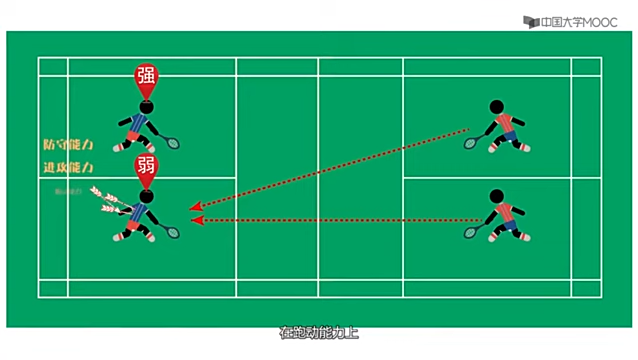 中国大学MOOC
强
防守能力
进攻能力
弱
在跑动能力上